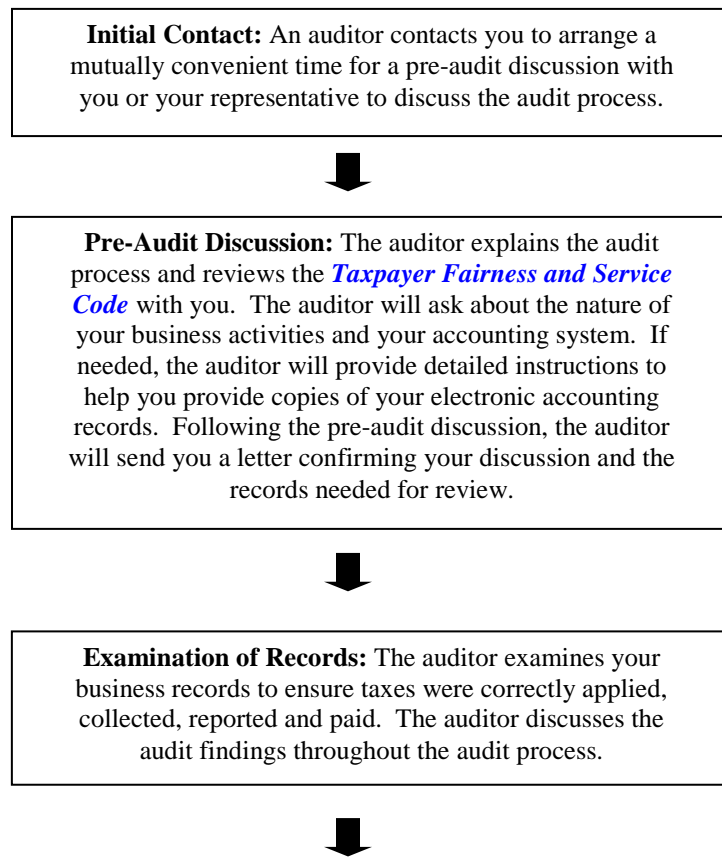 Initial Contact: An auditor contacts you to arrange a
mutually convenient time for a pre-audit discussion with
you or your representative to discuss the audit process.
Pre-Audit Discussion: The auditor explains the audit
process and reviews the Taxpayer Fairness and Service
Code with you. The auditor will ask about the nature of
your business activities and your accounting system. If
needed, the auditor will provide detailed instructions to
help you provide copies of your electronic accounting
records. Following the pre-audit discussion, the auditor
will send you a letter confirming your discussion and the
records needed for review.
Examination of Records: The auditor examines your
business records to ensure taxes were correctly applied,
collected, reported and paid. The auditor discusses the
audit findings throughout the audit process.